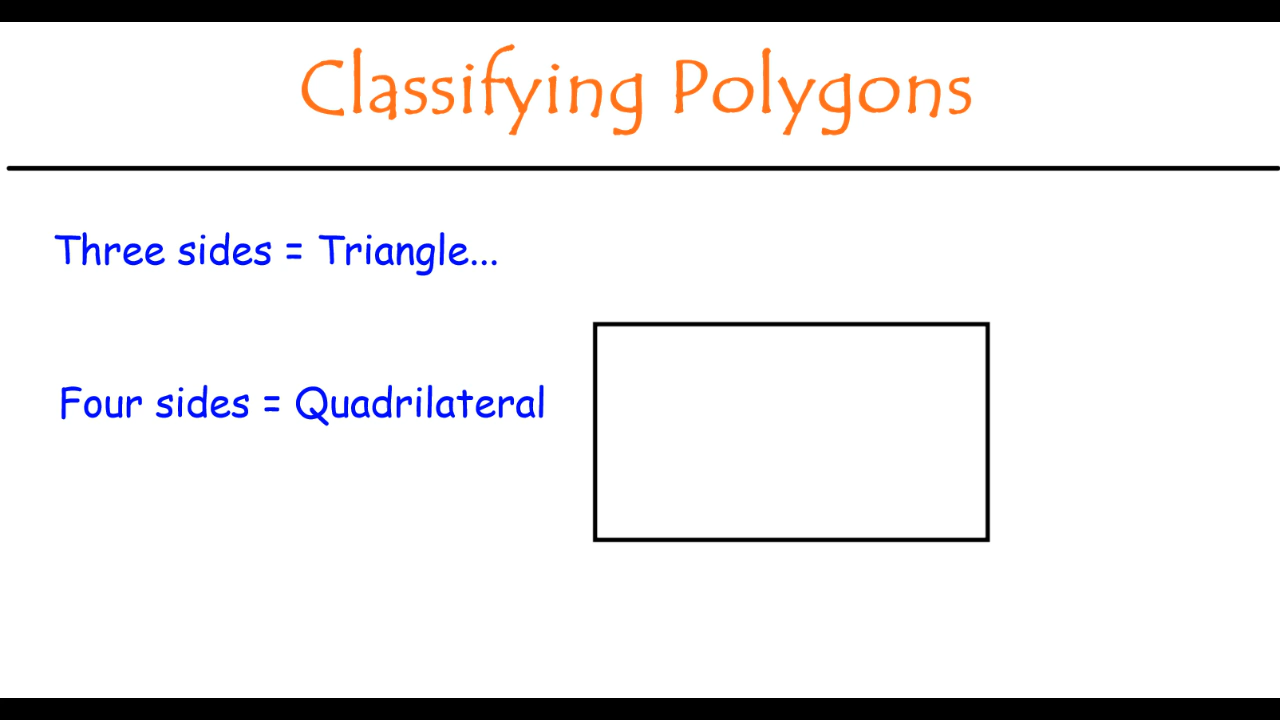 Classifying Polygons
Three sides = Triangle...
Four sides = Quadrilateral